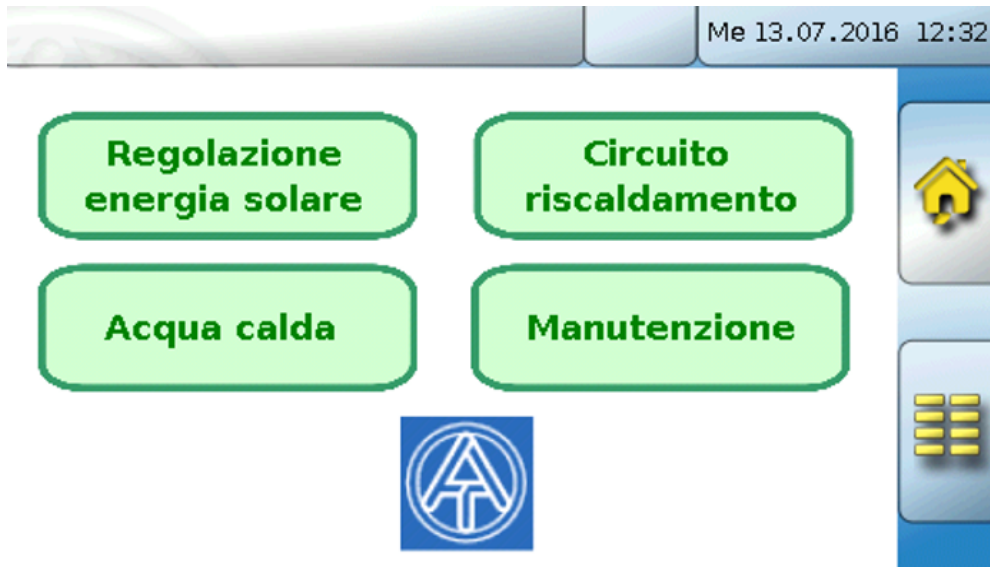 Me 13.07.2016 12:32
Regolazione
energia solare
Circuito
riscaldamento
Acqua calda
Manutenzione